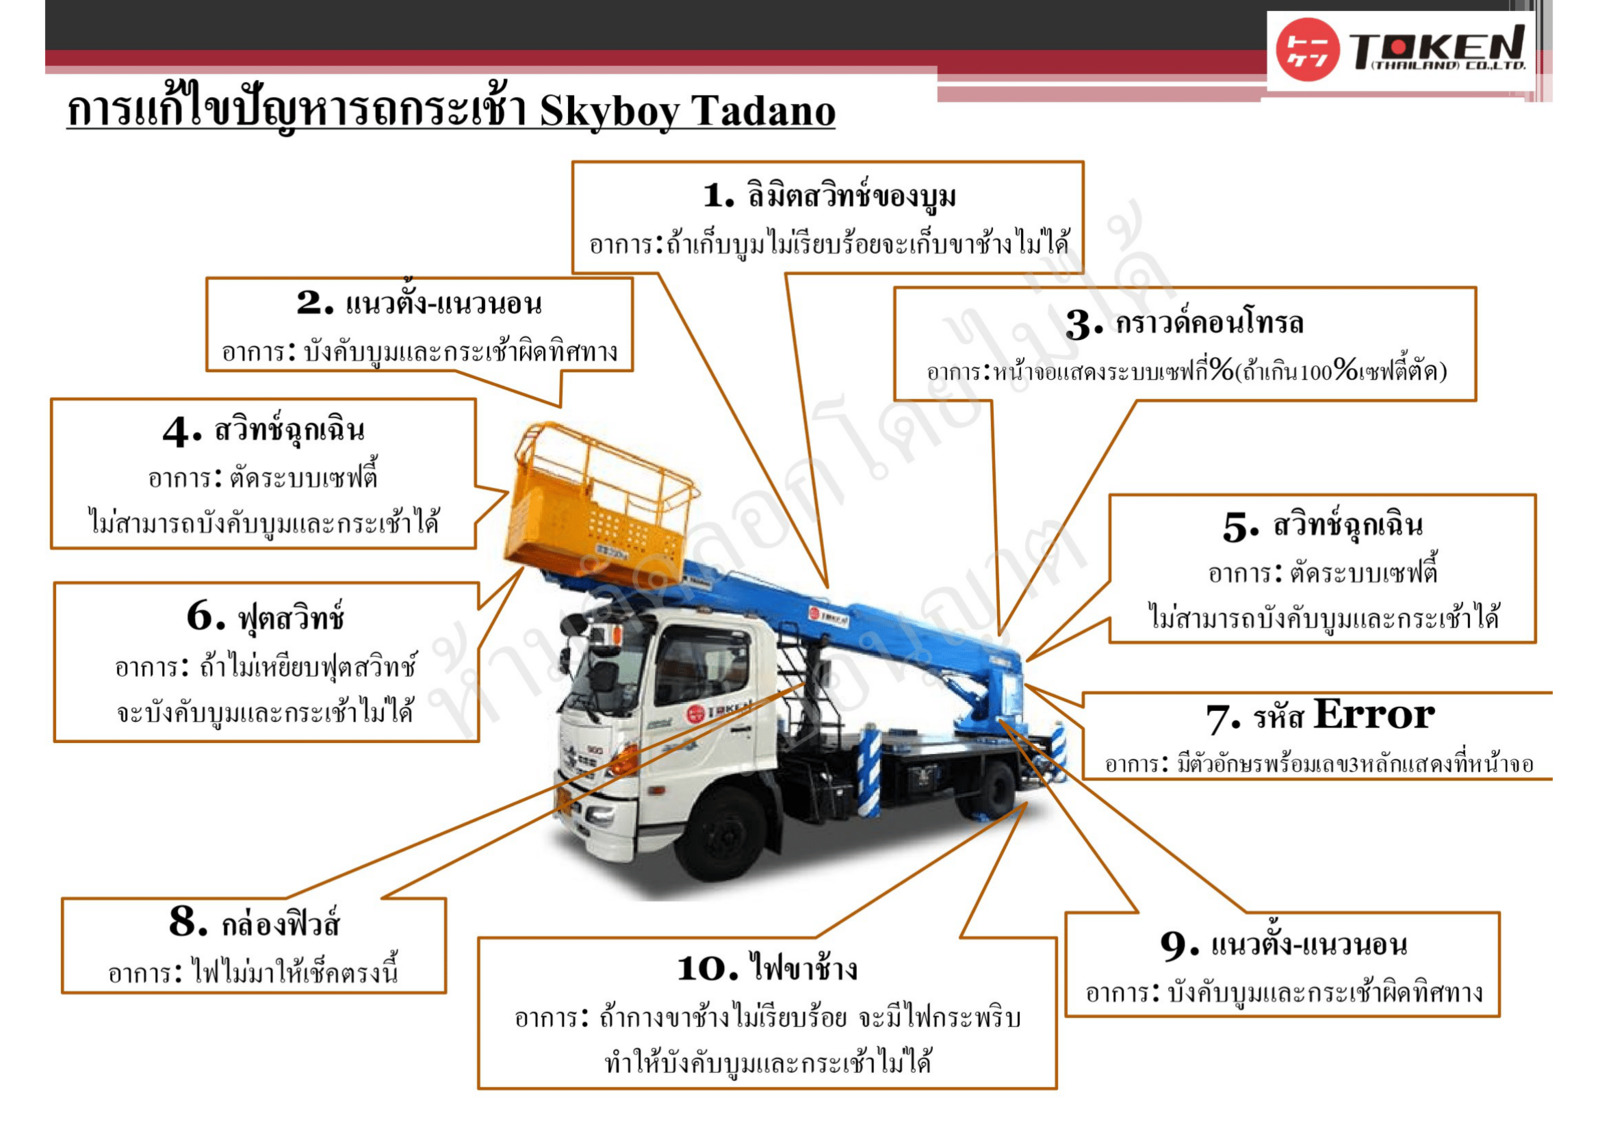 トーケン
TOKEN
(THAILAND) CO.,LTD.
การแก้ไขปัญหารถกระเช้า Skyboy Tadano
1. ลิมิตสวิทช์ของบูม
อาการ:ถ้าเก็บบูมไม่เรียบร้อยจะเก็บขาช้างไม่ได้
2. แนวตั้ง-แนวนอน
อาการ: บังคับบูมและกระเช้าผิดทิศทาง
3. กราวด์คอนโทรล
อาการ:หน้าจอแสดงระบบเซฟกี่%(ถ้าเกิน100%เซฟตี้ตัด)
4. สวิทช์ฉุกเฉิน
อาการ: ตัดระบบเซฟตี้
ไม่สามารถบังคับบูมและกระเช้าได้
5. สวิทช์ฉุกเฉิน
อาการ: ตัดระบบเซฟตี้
ไม่สามารถบังคับบูมและกระเช้าได้
6. ฟุตสวิทช์
อาการ: ถ้าไม่เหยียบฟุตสวิทช์
จะบังคับบูมและกระเช้าไม่ได้
7. รหัส Error
อาการ: มีตัวอักษรพร้อมเลข3หลักแสดงที่หน้าจอ
TOKEN
TOKEN
500
8. กล่องฟิวส์
อาการ: ไฟไม่มาให้เช็คตรงนี้
9. แนวตั้ง-แนวนอน
อาการ: บังคับบูมและกระเช้าผิดทิศทาง
10. ไฟขาช้าง
อาการ: ถ้ากางขาช้างไม่เรียบร้อย จะมีไฟกระพริบ
ทำให้บังคับบูมและกระเช้าไม่ได้